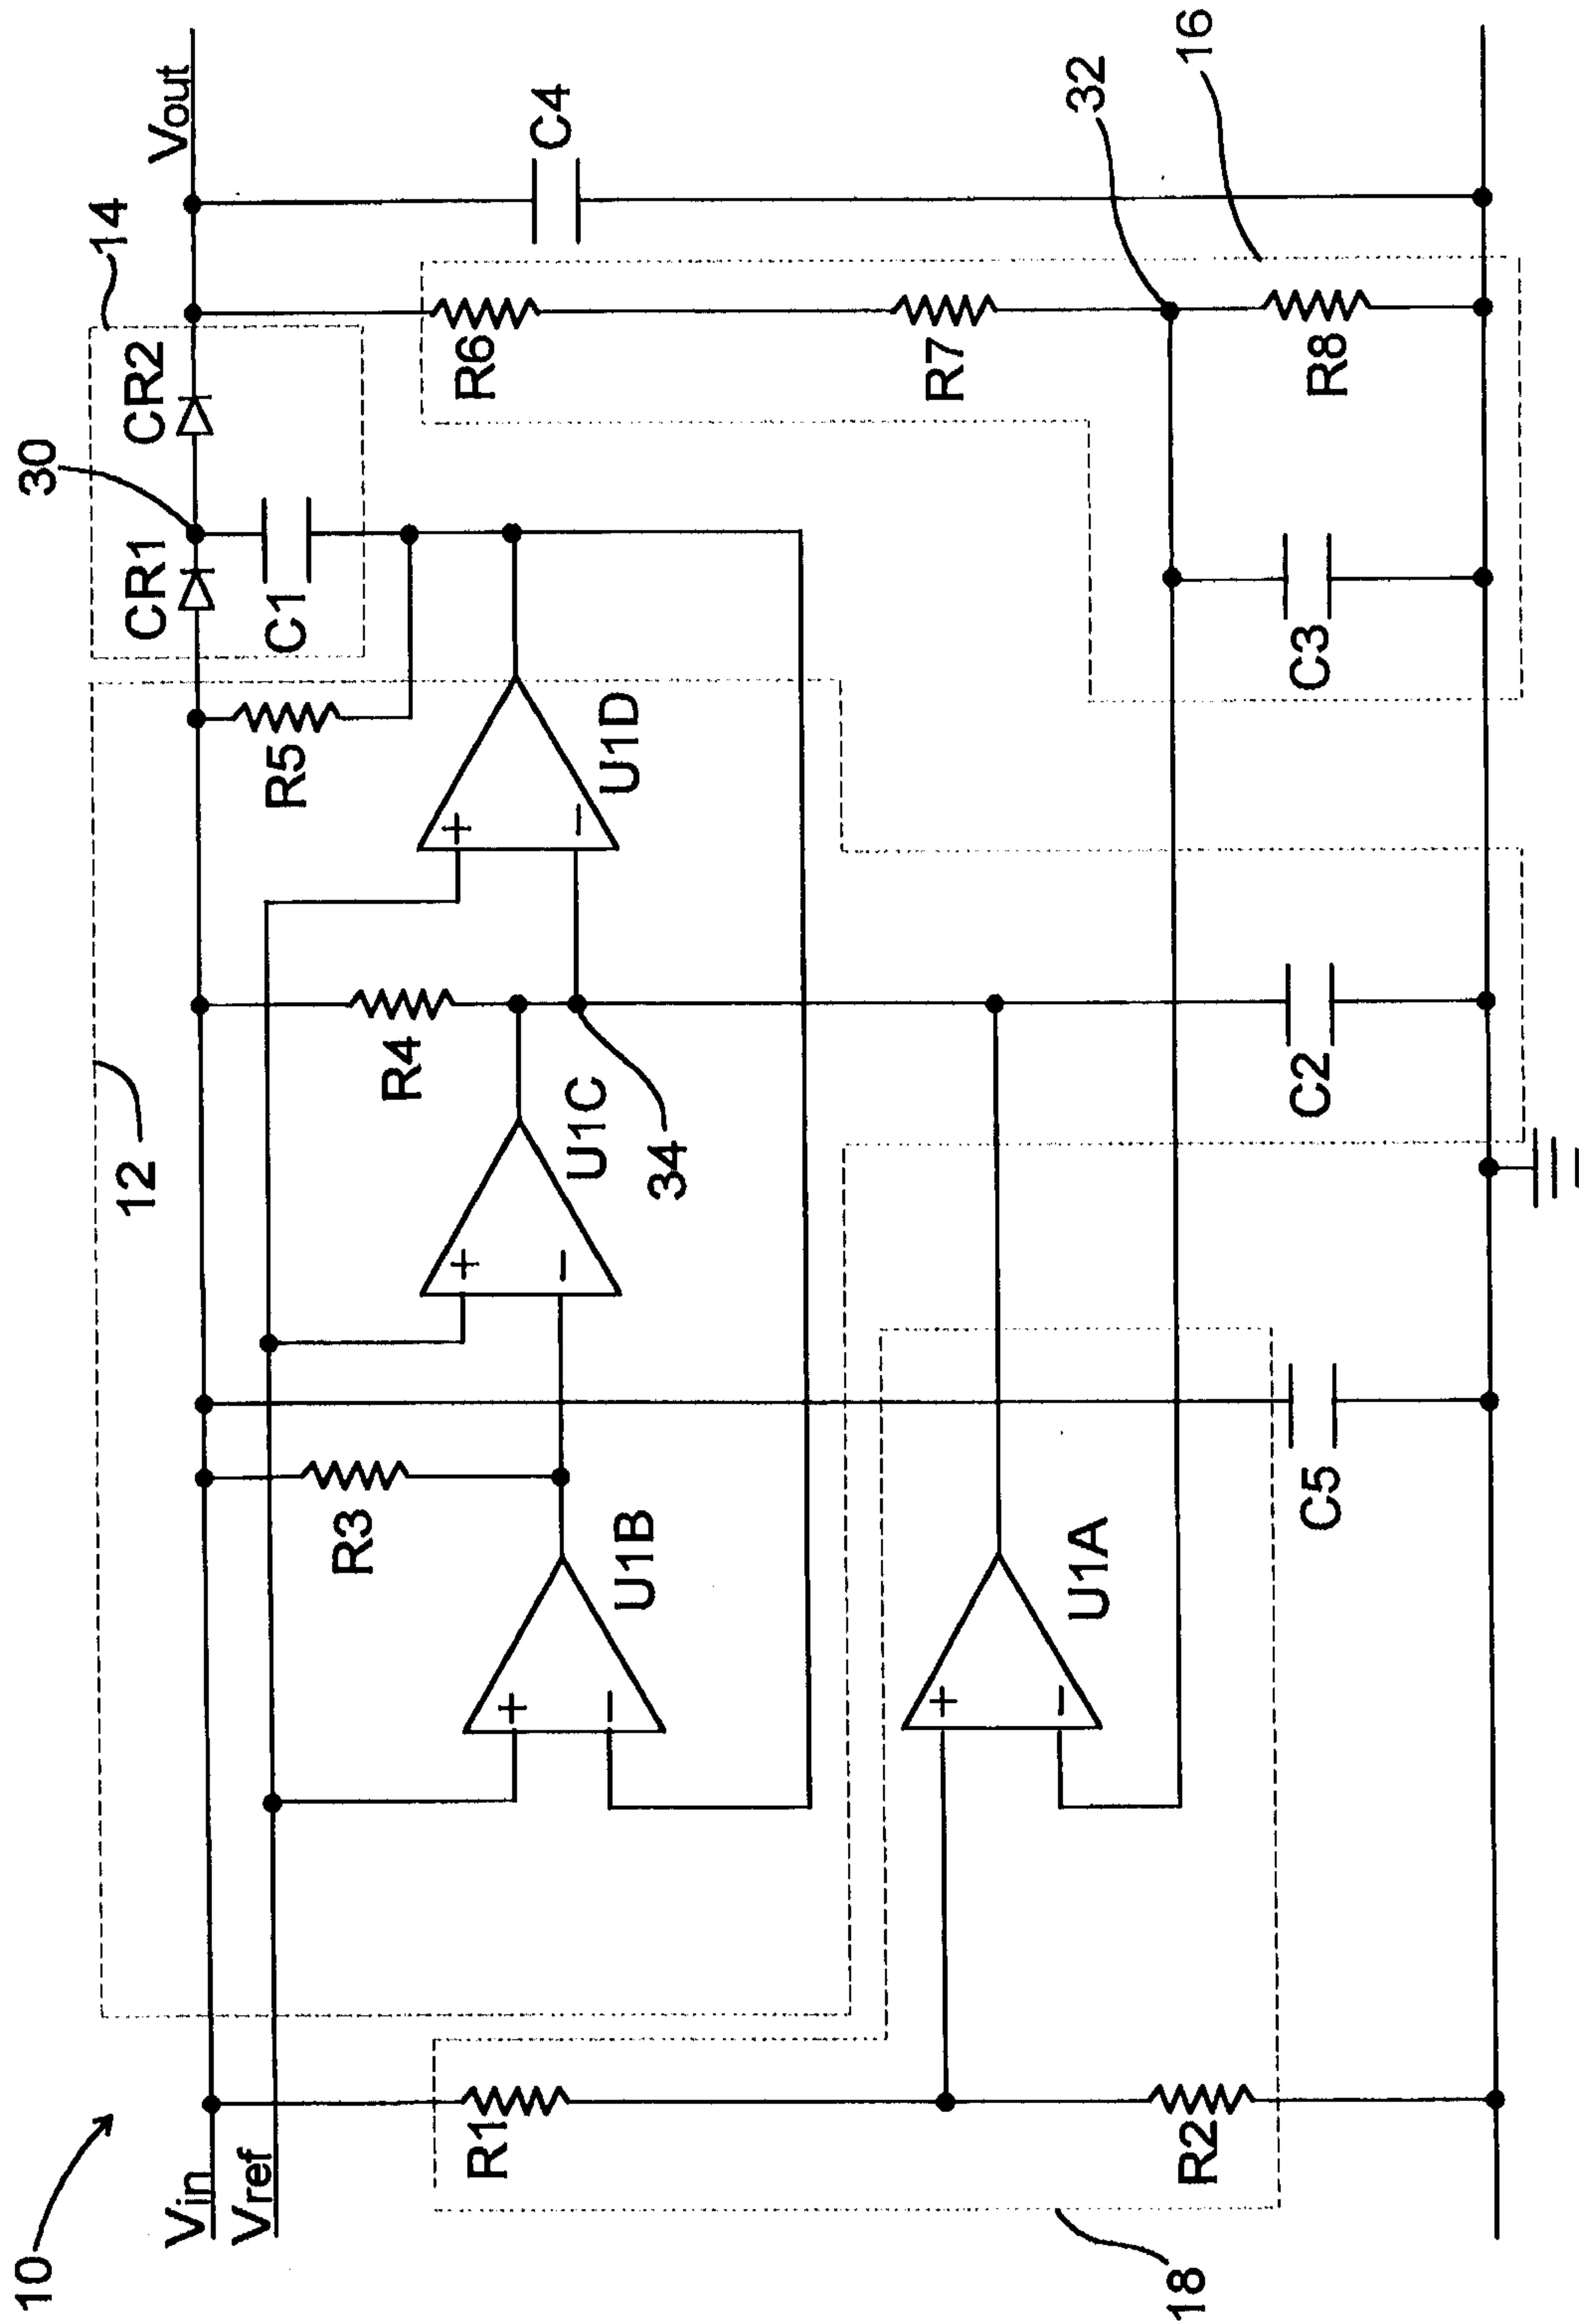 10
Vin
Vref
12
14
Vout
30
CR1
CR2
C1
R5
R4
R3
R1
+
−
U1B
+
−
U1C
34
+
−
U1D
R6
R7
C4
32
16
R8
C3
+
−
U1A
R2
C5
C2
18